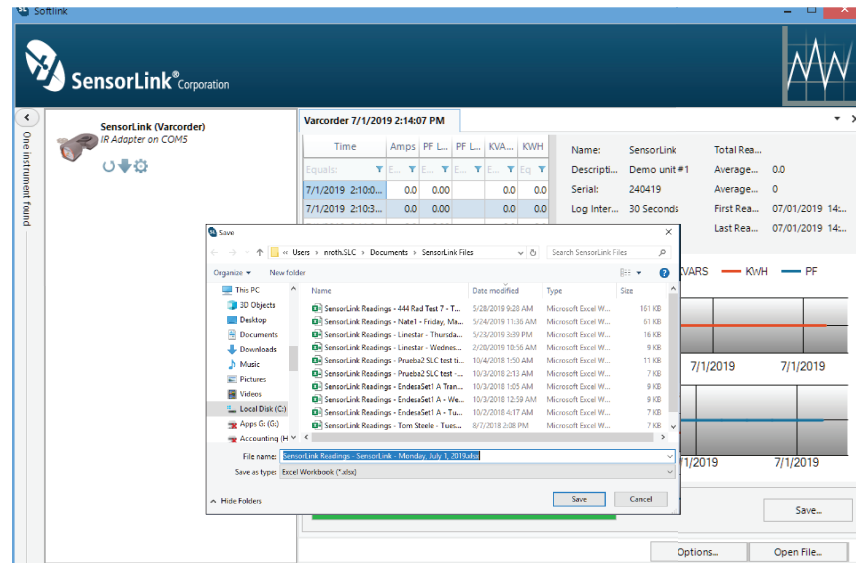 Softlink
SensorLink® Corporation
One instrument found
SensorLink (Varcorder)
IR Adapter on COM5
Varcorder 7/1/2019 2:14:07 PM
Time Amps PF L... PF L... KVA... KWH
Equals: E... E... E... E... Eq
7/1/2019 2:10:0... 0.0 0.00 0.0 0.0
7/1/2019 2:10:3... 0.0 0.00 0.0 0.0
Name: SensorLink Total Rea...
Descripti... Demo unit #1 Average... 0.0
Serial: 240419 Average... 0
Log Inter... 30 Seconds First Rea... 07/01/2019 14:...
Last Rea... 07/01/2019 14:...
Save
« Users › nroth.SLC › Documents › SensorLink Files Search SensorLink Files
Organize New folder
This PC
3D Objects
Desktop
Documents
Downloads
Music
Pictures
Videos
Local Disk (C:)
Apps G: (G:)
Accounting (H
Name Date modified Type Size
SensorLink Readings - 444 Rad Test 7 - T... 5/28/2019 9:28 AM Microsoft Excel W... 151 KB
SensorLink Readings - Nate1 - Friday, Ma... 5/24/2019 11:36 AM Microsoft Excel W... 61 KB
SensorLink Readings - Linestar - Thursda... 5/23/2019 3:39 PM Microsoft Excel W... 16 KB
SensorLink Readings - Linestar - Wednes... 2/20/2019 10:56 AM Microsoft Excel W... 9 KB
SensorLink Readings - Prueba2 SLC test ti... 10/4/2018 1:50 AM Microsoft Excel W... 11 KB
SensorLink Readings - Prueba2 SLC test -... 10/3/2018 2:13 AM Microsoft Excel W... 7 KB
SensorLink Readings - EndesaSet1 A Tran... 10/3/2018 1:05 AM Microsoft Excel W... 9 KB
SensorLink Readings - EndesaSet1 A - We... 10/3/2018 12:59 AM Microsoft Excel W... 9 KB
SensorLink Readings - EndesaSet1 A - Tu... 10/2/2018 4:17 AM Microsoft Excel W... 7 KB
SensorLink Readings - Tom Steele - Tues... 8/7/2018 2:08 PM Microsoft Excel W... 7 KB
File name: SensorLink Readings - SensorLink - Monday, July 1, 2019.xlsx
Save as type: Excel Workbook (*.xlsx)
Hide Folders Save Cancel
VARS KWH PF
7/1/2019 7/1/2019
7/1/2019 7/1/2019
Save...
Options... Open File...